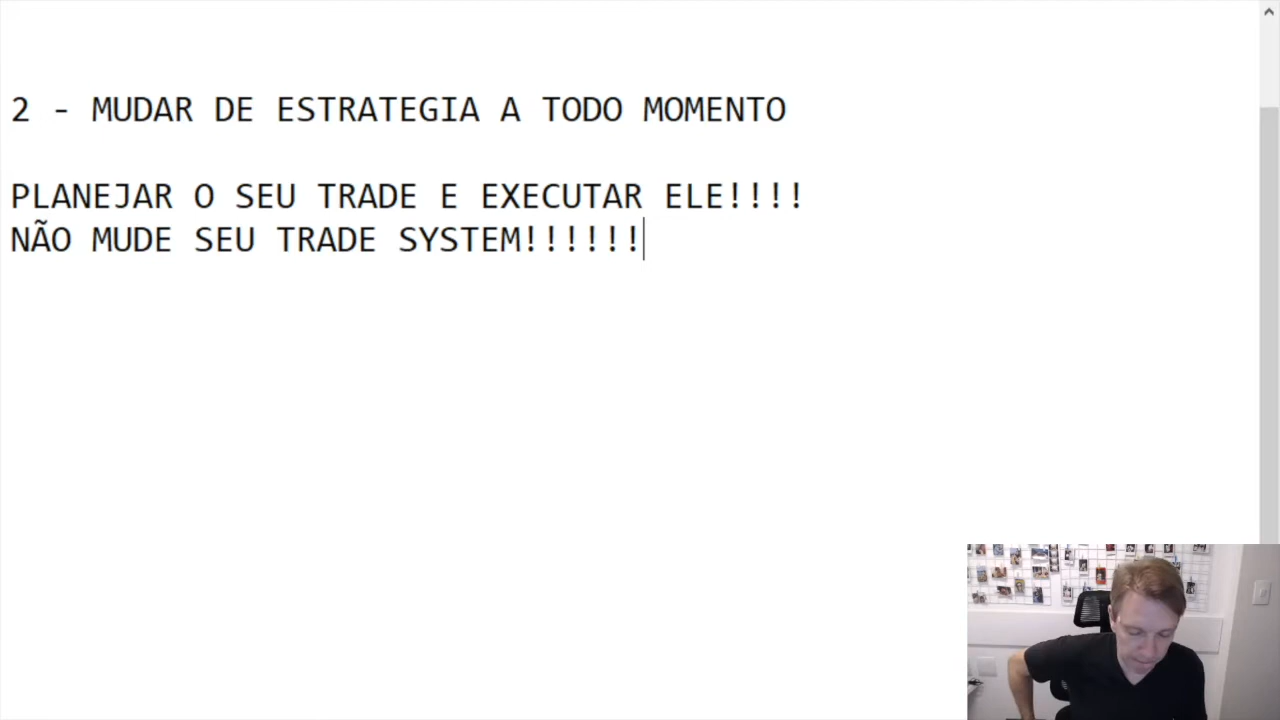 2 - MUDAR DE ESTRATEGIA A TODO MOMENTO
PLANEJAR O SEU TRADE E EXECUTAR ELE!!!!
NÃO MUDE SEU TRADE SYSTEM!!!!!!